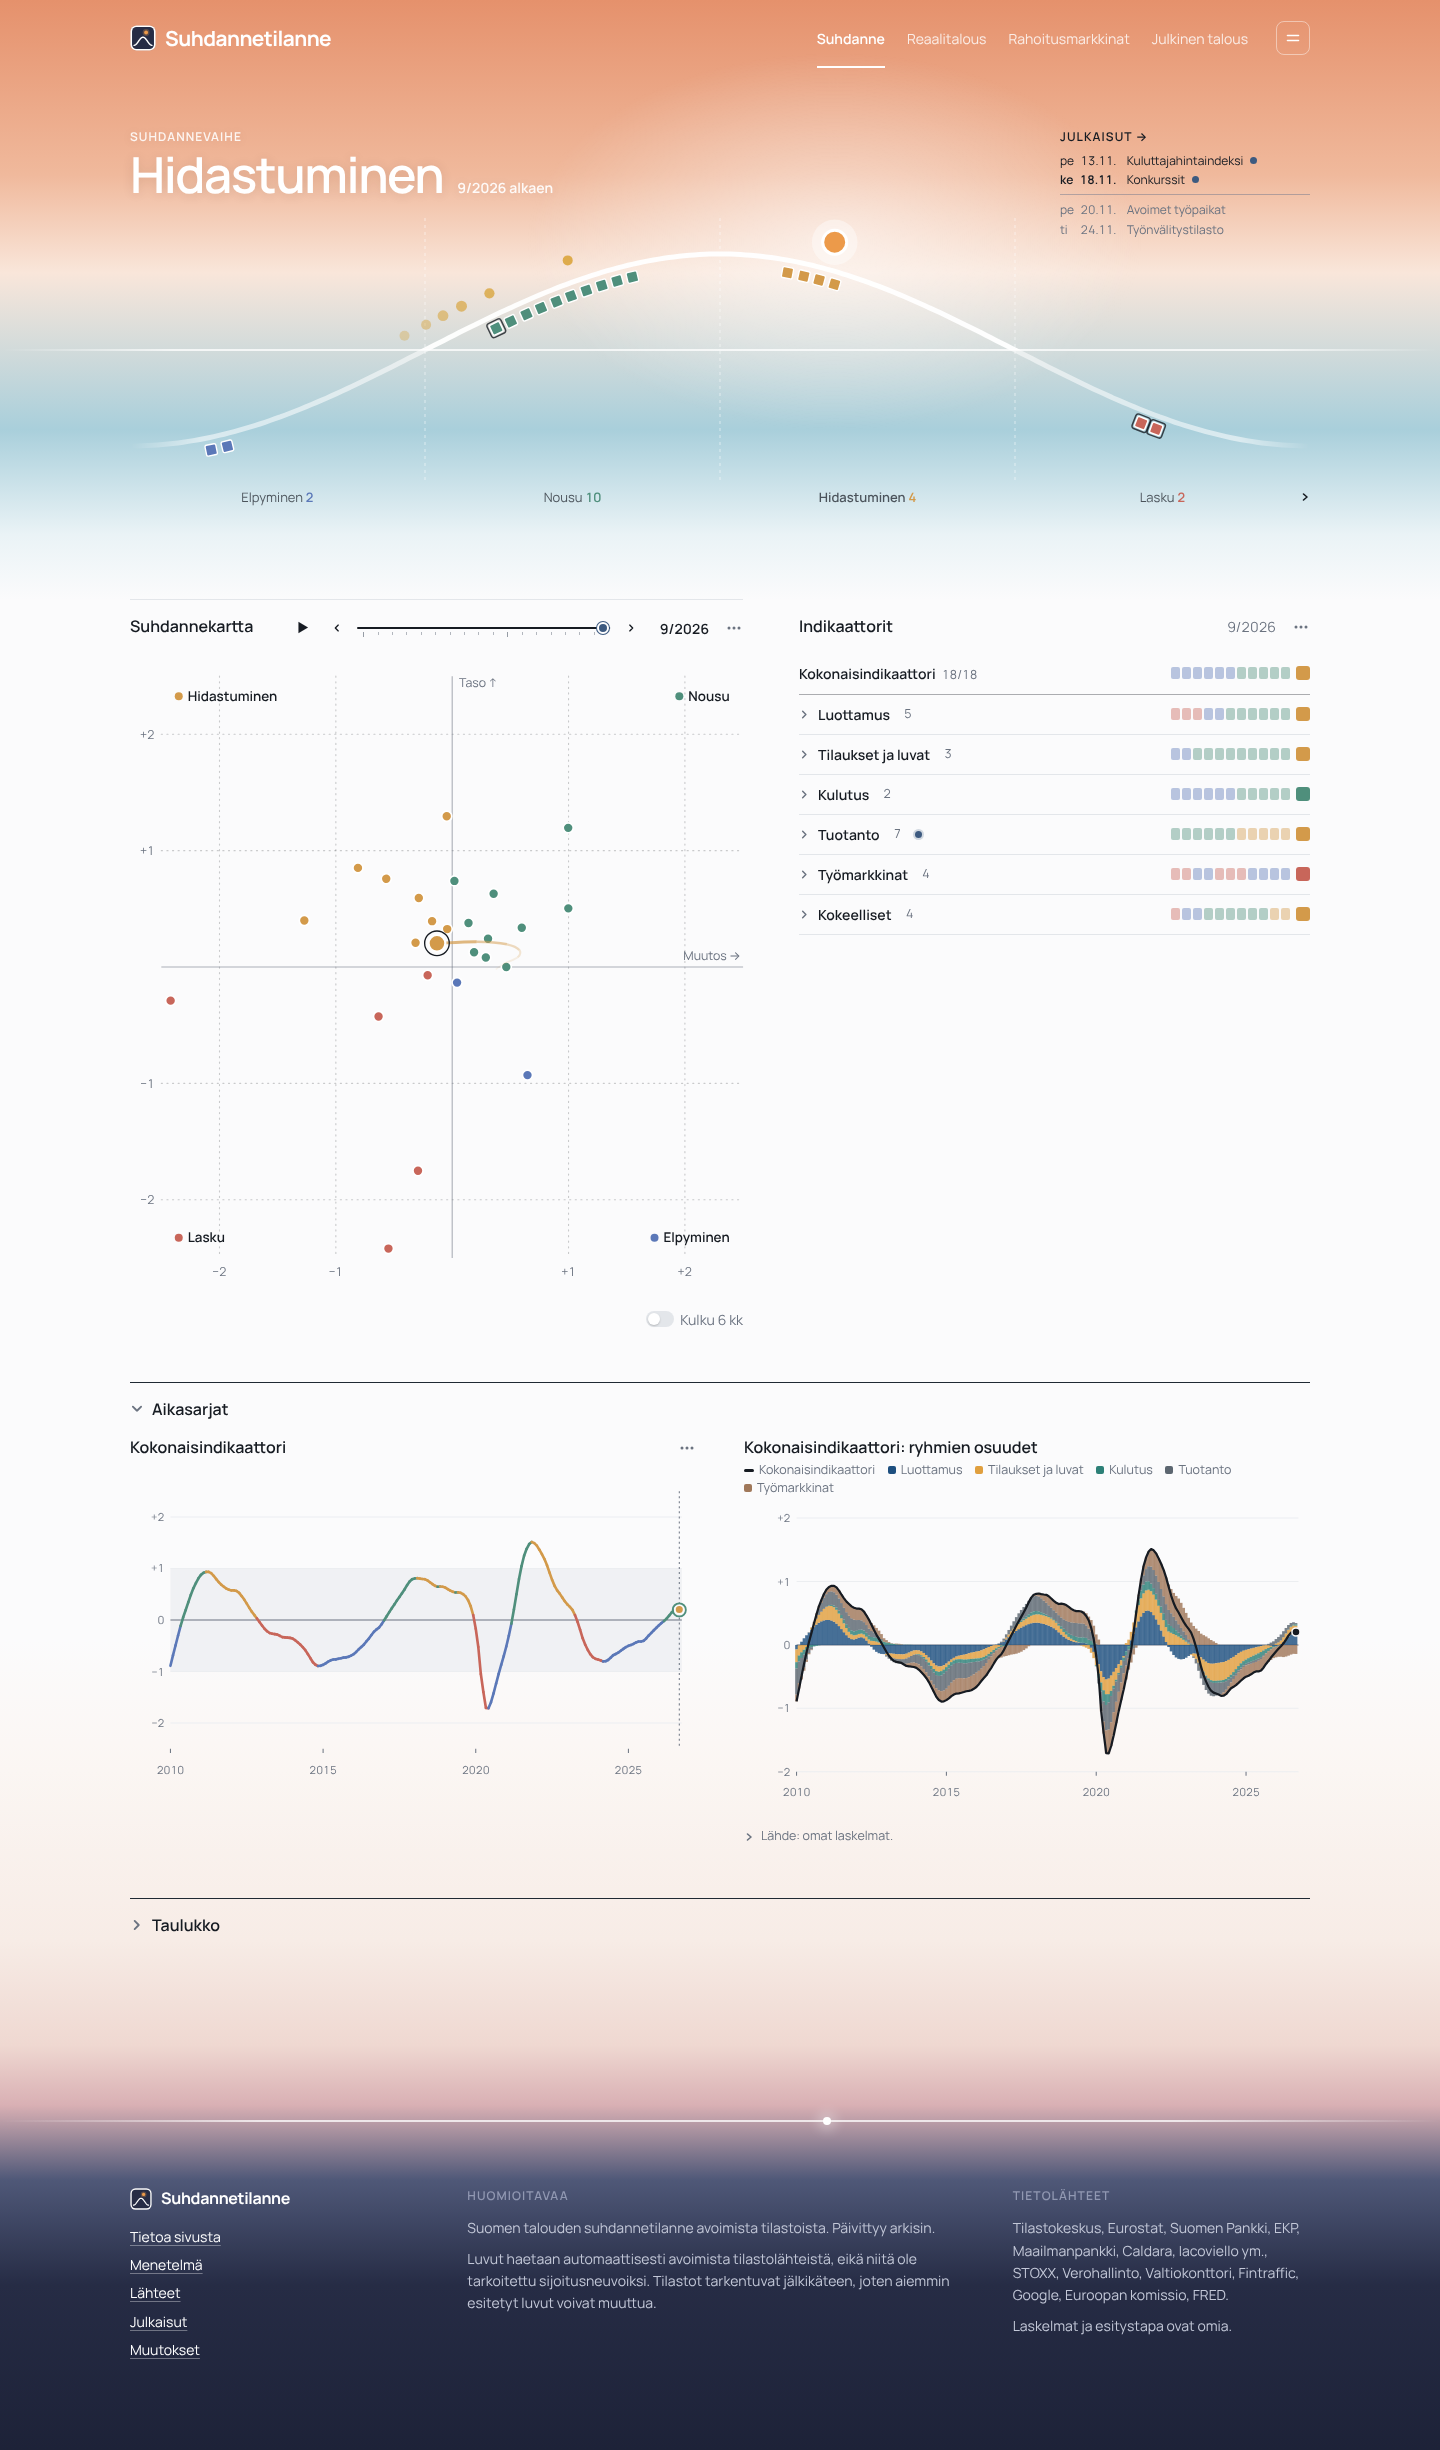 Suhdannetilanne
Suhdanne Reaalitalous Rahoitusmarkkinat Julkinen talous
SUHDANNEVAIHE
Hidastuminen 9/2026 alkaen
JULKAISUT →
pe 13.11. Kuluttajahintaindeksi
ke 18.11. Konkurssit
pe 20.11. Avoimet työpaikat
ti 24.11. Työnvälitystilasto
Elpyminen 2 Nousu 10 Hidastuminen 4 Lasku 2
Suhdannekartta 9/2026
Taso ↑
Hidastuminen Nousu
+2
+1
Muutos →
−1
−2
Lasku Elpyminen
−2 −1 +1 +2
Kulku 6 kk
Indikaattorit 9/2026
Kokonaisindikaattori 18/18
Luottamus 5
Tilaukset ja luvat 3
Kulutus 2
Tuotanto 7
Työmarkkinat 4
Kokeelliset 4
Aikasarjat
Kokonaisindikaattori
+2
+1
0
−1
−2
2010 2015 2020 2025
Kokonaisindikaattori: ryhmien osuudet
Kokonaisindikaattori Luottamus Tilaukset ja luvat Kulutus Tuotanto
Työmarkkinat
+2
+1
0
−1
−2
2010 2015 2020 2025
Lähde: omat laskelmat.
Taulukko
Suhdannetilanne
Tietoa sivusta
Menetelmä
Lähteet
Julkaisut
Muutokset
HUOMIOITAVAA
Suomen talouden suhdannetilanne avoimista tilastoista. Päivittyy arkisin.
Luvut haetaan automaattisesti avoimista tilastolähteistä, eikä niitä ole
tarkoitettu sijoitusneuvoiksi. Tilastot tarkentuvat jälkikäteen, joten aiemmin
esitetyt luvut voivat muuttua.
TIETOLÄHTEET
Tilastokeskus, Eurostat, Suomen Pankki, EKP,
Maailmanpankki, Caldara, Iacoviello ym.,
STOXX, Verohallinto, Valtiokonttori, Fintraffic,
Google, Euroopan komissio, FRED.
Laskelmat ja esitystapa ovat omia.